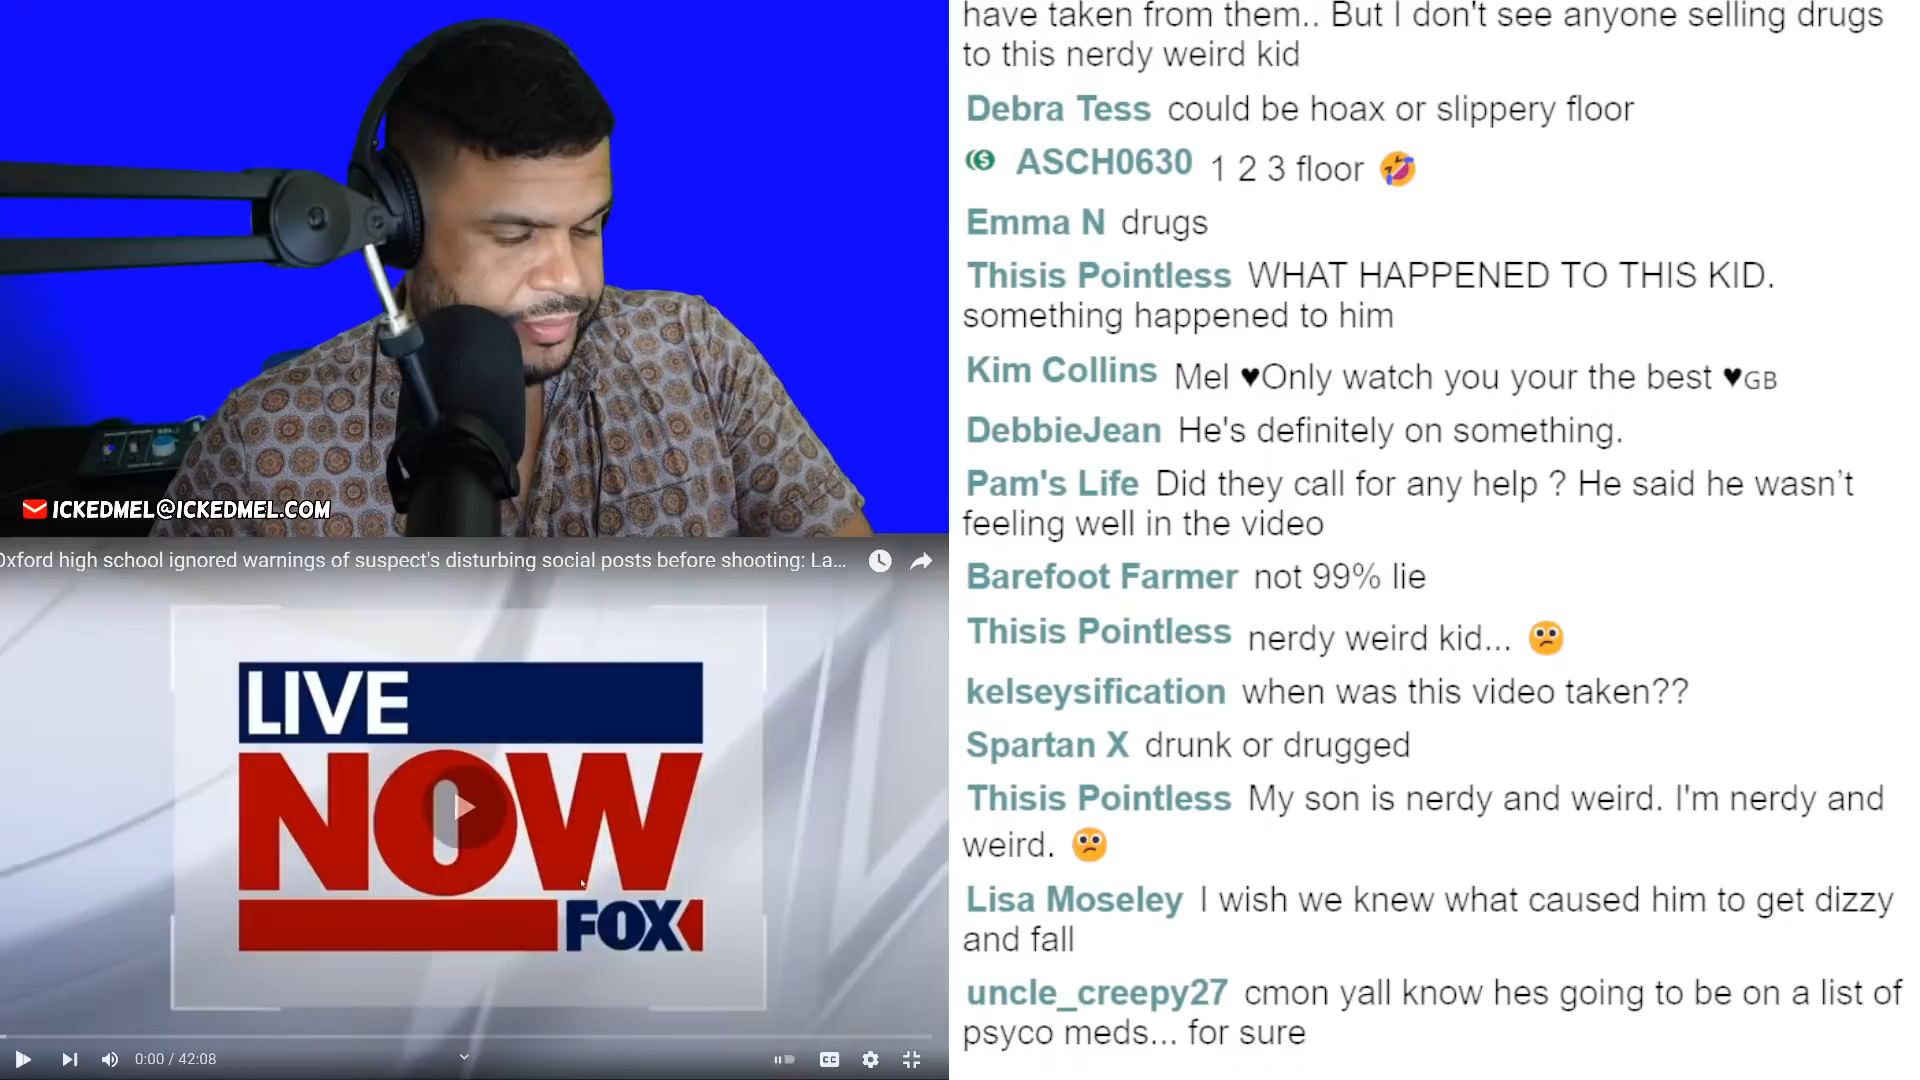 ICKEDMEL@ICKEDMEL.COM
Oxford high school ignored warnings of suspect's disturbing social posts before shooting: La...
LIVE
NOW
FOX
0:00 / 42:08
CC
have taken from them.. But I don't see anyone selling drugs
to this nerdy weird kid
Debra Tess could be hoax or slippery floor
ASCH0630 1 2 3 floor 🤣
Emma N drugs
Thisis Pointless WHAT HAPPENED TO THIS KID.
something happened to him
Kim Collins Mel ♥Only watch you your the best ♥GB
DebbieJean He's definitely on something.
Pam's Life Did they call for any help ? He said he wasn’t
feeling well in the video
Barefoot Farmer not 99% lie
Thisis Pointless nerdy weird kid...
kelseysification when was this video taken??
Spartan X drunk or drugged
Thisis Pointless My son is nerdy and weird. I'm nerdy and
weird.
Lisa Moseley I wish we knew what caused him to get dizzy
and fall
uncle_creepy27 cmon yall know hes going to be on a list of
psyco meds... for sure